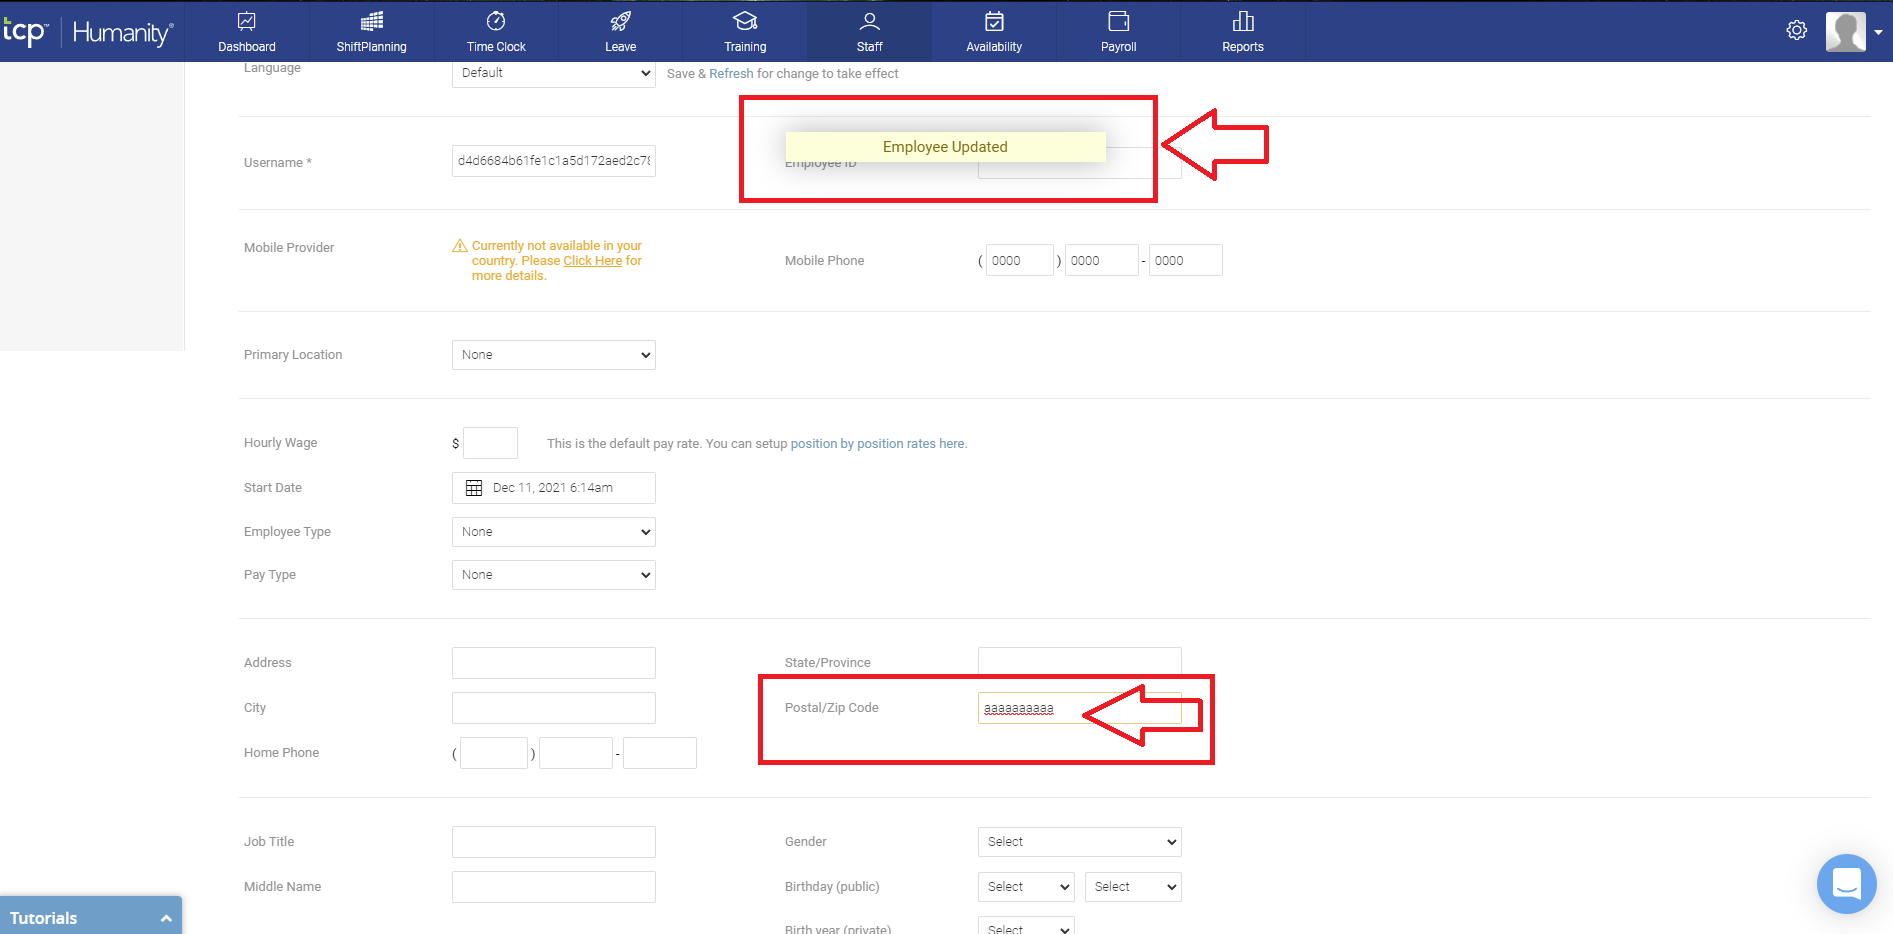 tcp™ Humanity®
Dashboard ShiftPlanning Time Clock Leave Training Staff Availability Payroll Reports
Language Default Save & Refresh for change to take effect
Employee Updated
Username * d4d6684b61fe1c1a5d172aed2c78 Employee ID
Mobile Provider Currently not available in your
country. Please Click Here for
more details.
Mobile Phone ( 0000 ) 0000 - 0000
Primary Location None
Hourly Wage $ This is the default pay rate. You can setup position by position rates here.
Start Date Dec 11, 2021 6:14am
Employee Type None
Pay Type None
Address State/Province
City Postal/Zip Code aaaaaaaaaa
Home Phone ( ) -
Job Title Gender Select
Middle Name Birthday (public) Select Select
Birth year (private) Select
Tutorials